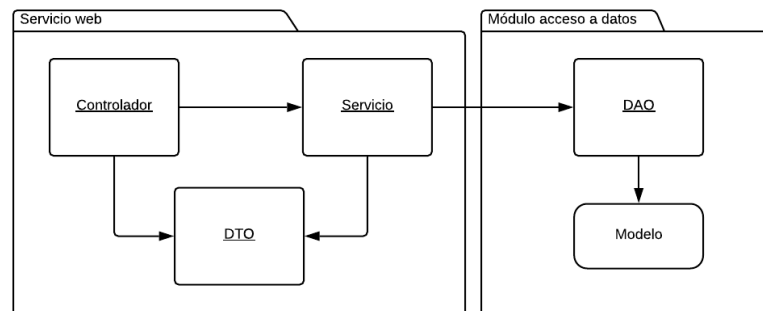 Servicio web
Módulo acceso a datos
Controlador
Servicio
DAO
DTO
Modelo